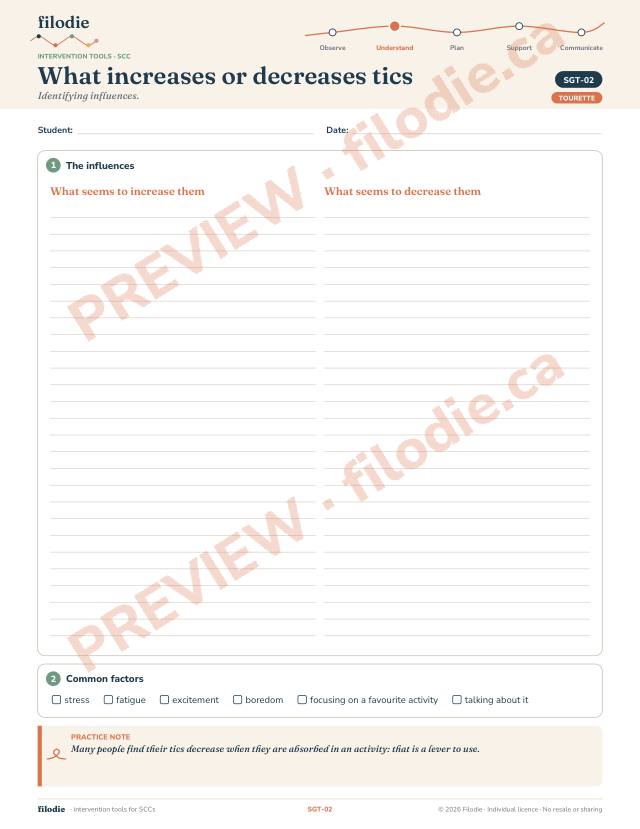 filodie
INTERVENTION TOOLS - SCC
Observe
Understand
Plan
Support
Communicate
What increases or decreases tics
Identifying influences.
SGT-02
TOURETTE
Student:
Date:
1 The influences
What seems to increase them
What seems to decrease them
2 Common factors
stress fatigue excitement boredom focusing on a favourite activity talking about it
PRACTICE NOTE
Many people find their tics decrease when they are absorbed in an activity: that is a lever to use.
filodie · intervention tools for SCCs
SGT-02
© 2026 Filodie · Individual licence · No resale or sharing
PREVIEW · filodie.ca
PREVIEW · filodie.ca